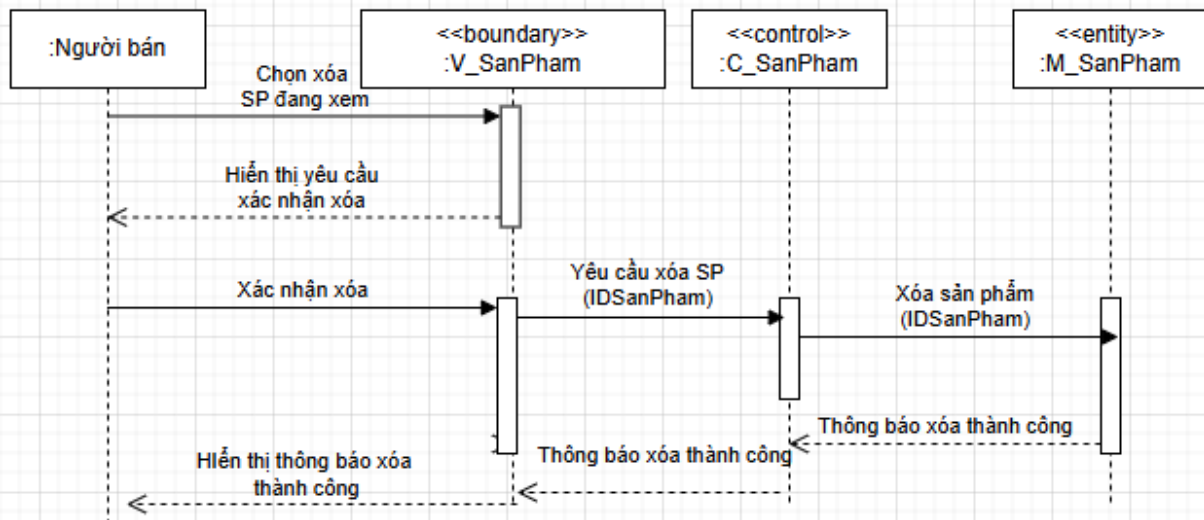 :Người bán
<<boundary>>
:V_SanPham
<<control>>
:C_SanPham
<<entity>>
:M_SanPham
Chọn xóa
SP đang xem
Hiển thị yêu cầu
xác nhận xóa
Xác nhận xóa
Yêu cầu xóa SP
(IDSanPham)
Xóa sản phẩm
(IDSanPham)
Thông báo xóa thành công
Thông báo xóa thành công
HIển thị thông báo xóa
thành công